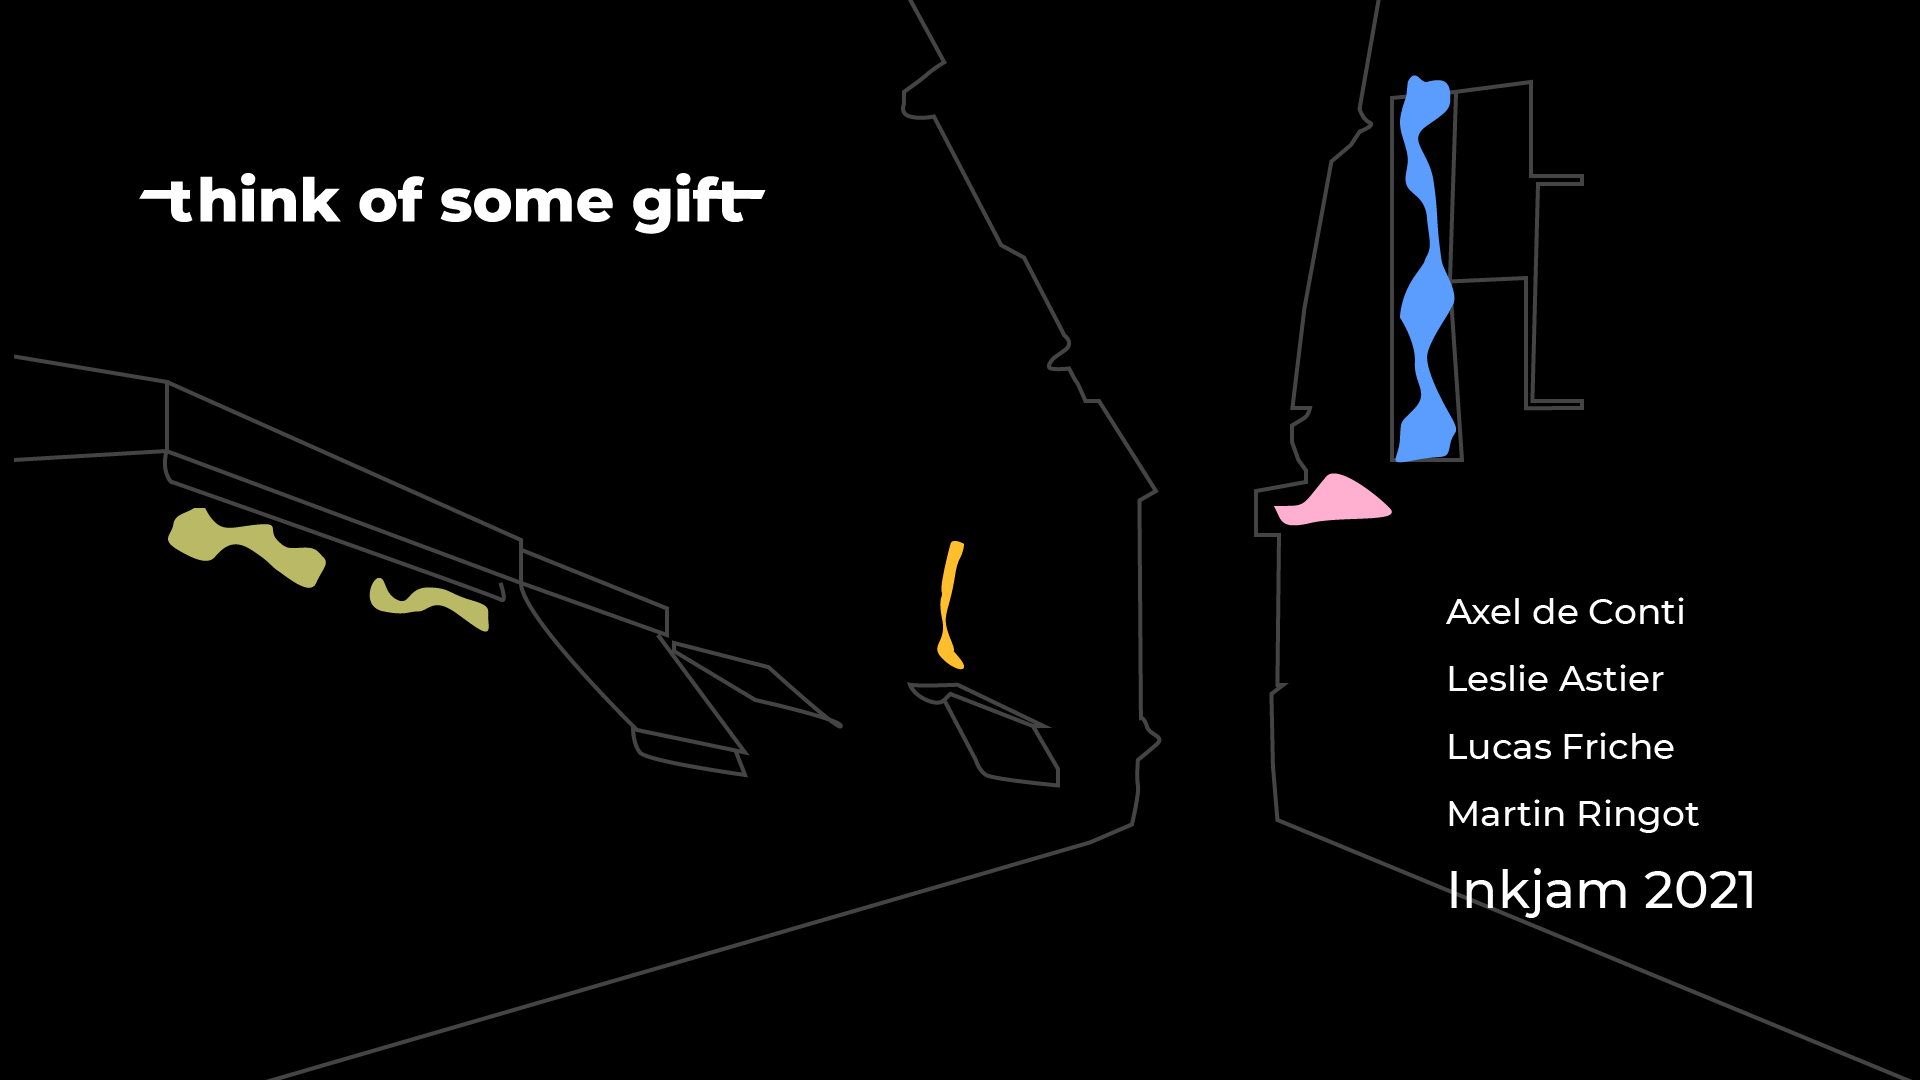 think of some gift
Axel de Conti
Leslie Astier
Lucas Friche
Martin Ringot
Inkjam 2021